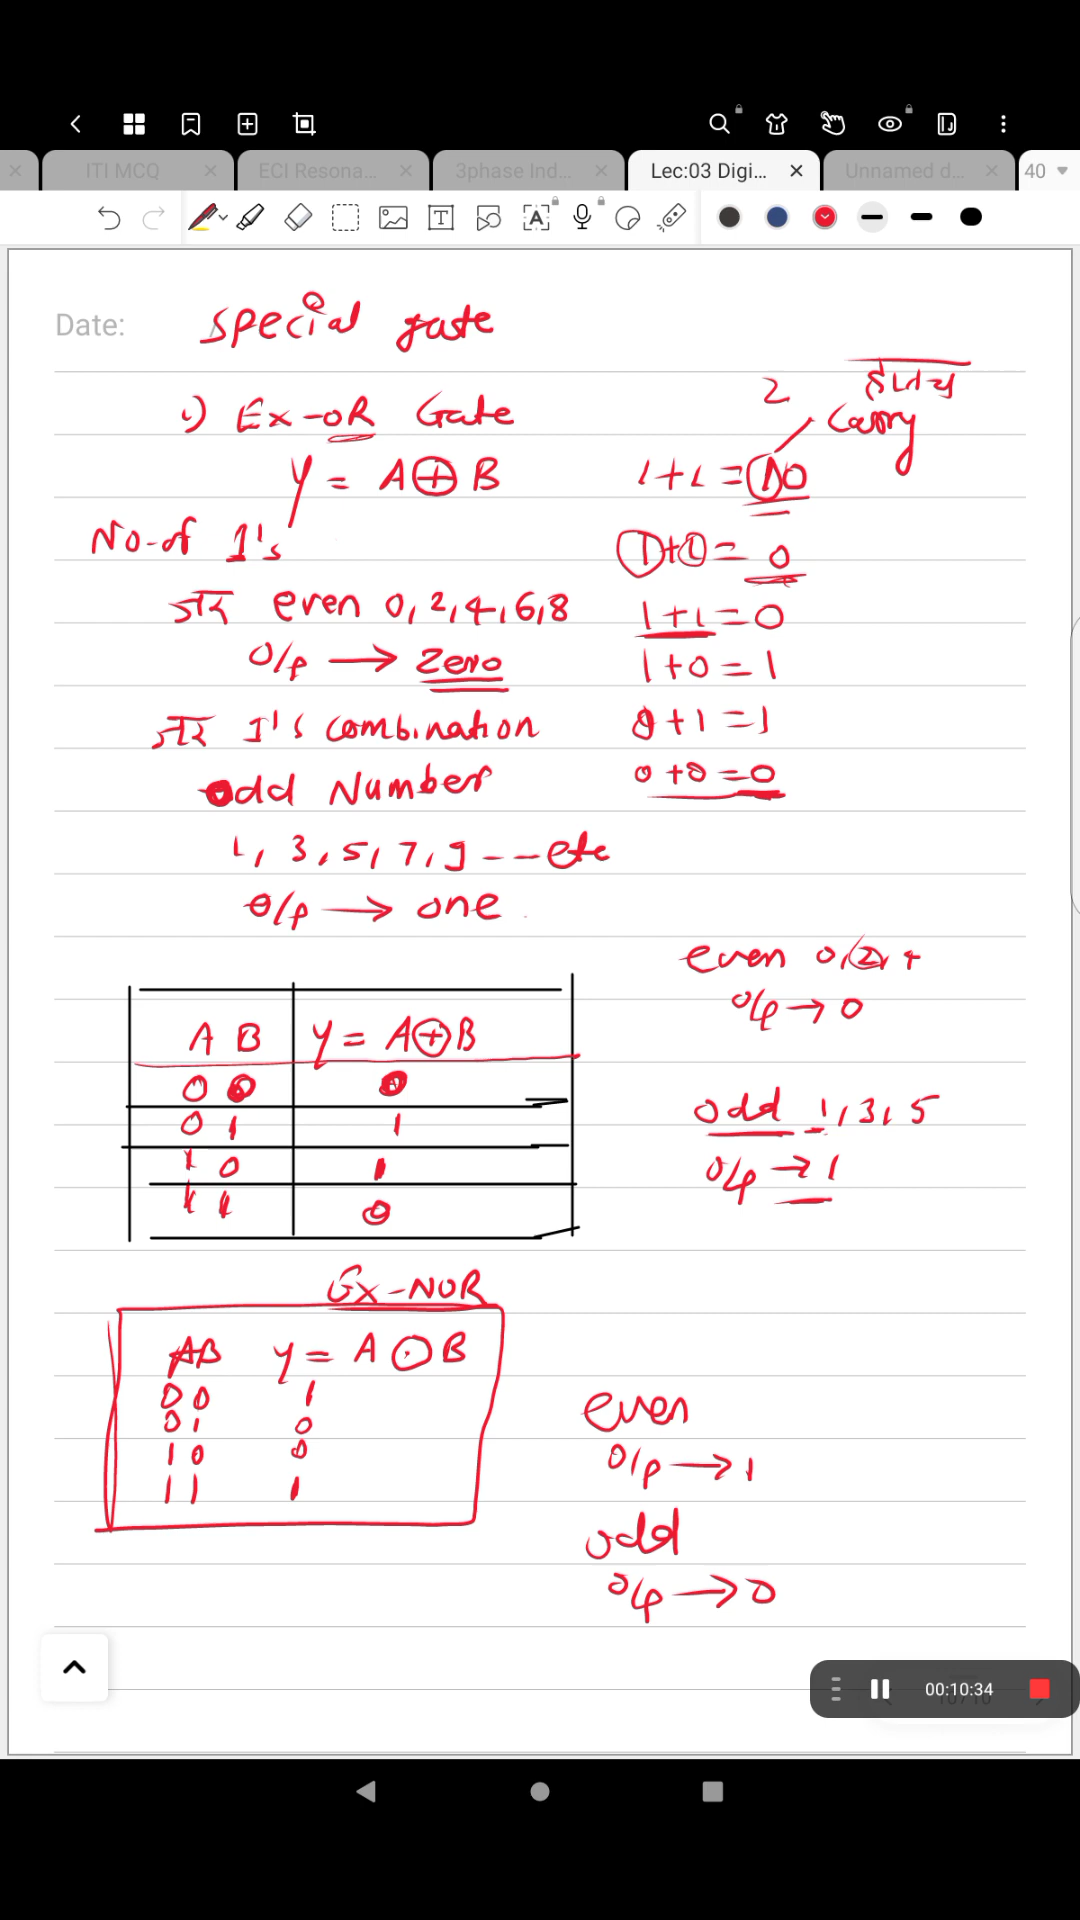 ITI MCQ
ECI Resona...
3phase Ind...
Lec:03 Digi...
Unnamed d...
40
Date:
special gate
i) Ex-OR Gate
Y = A⊕B
No-of 1's
जर even 0, 2, 4, 6, 8
O/p → Zero
जर 1's combination
odd Number
1, 3, 5, 7, 9 -- etc
O/p → one
2
carry
1+1=10
1+1=0
1+1=0
1+0=1
0+1=1
0+0=0
even 0, 2, 4
O/p → 0
odd 1, 3, 5
O/p → 1
A B Y = A⊕B
0 0 0
0 1 1
1 0 1
1 1 0
Ex-NOR
AB Y = A⊙B
0 0 1
0 1 0
1 0 0
1 1 1
even
O/p → 1
odd
O/p → 0
00:10:34